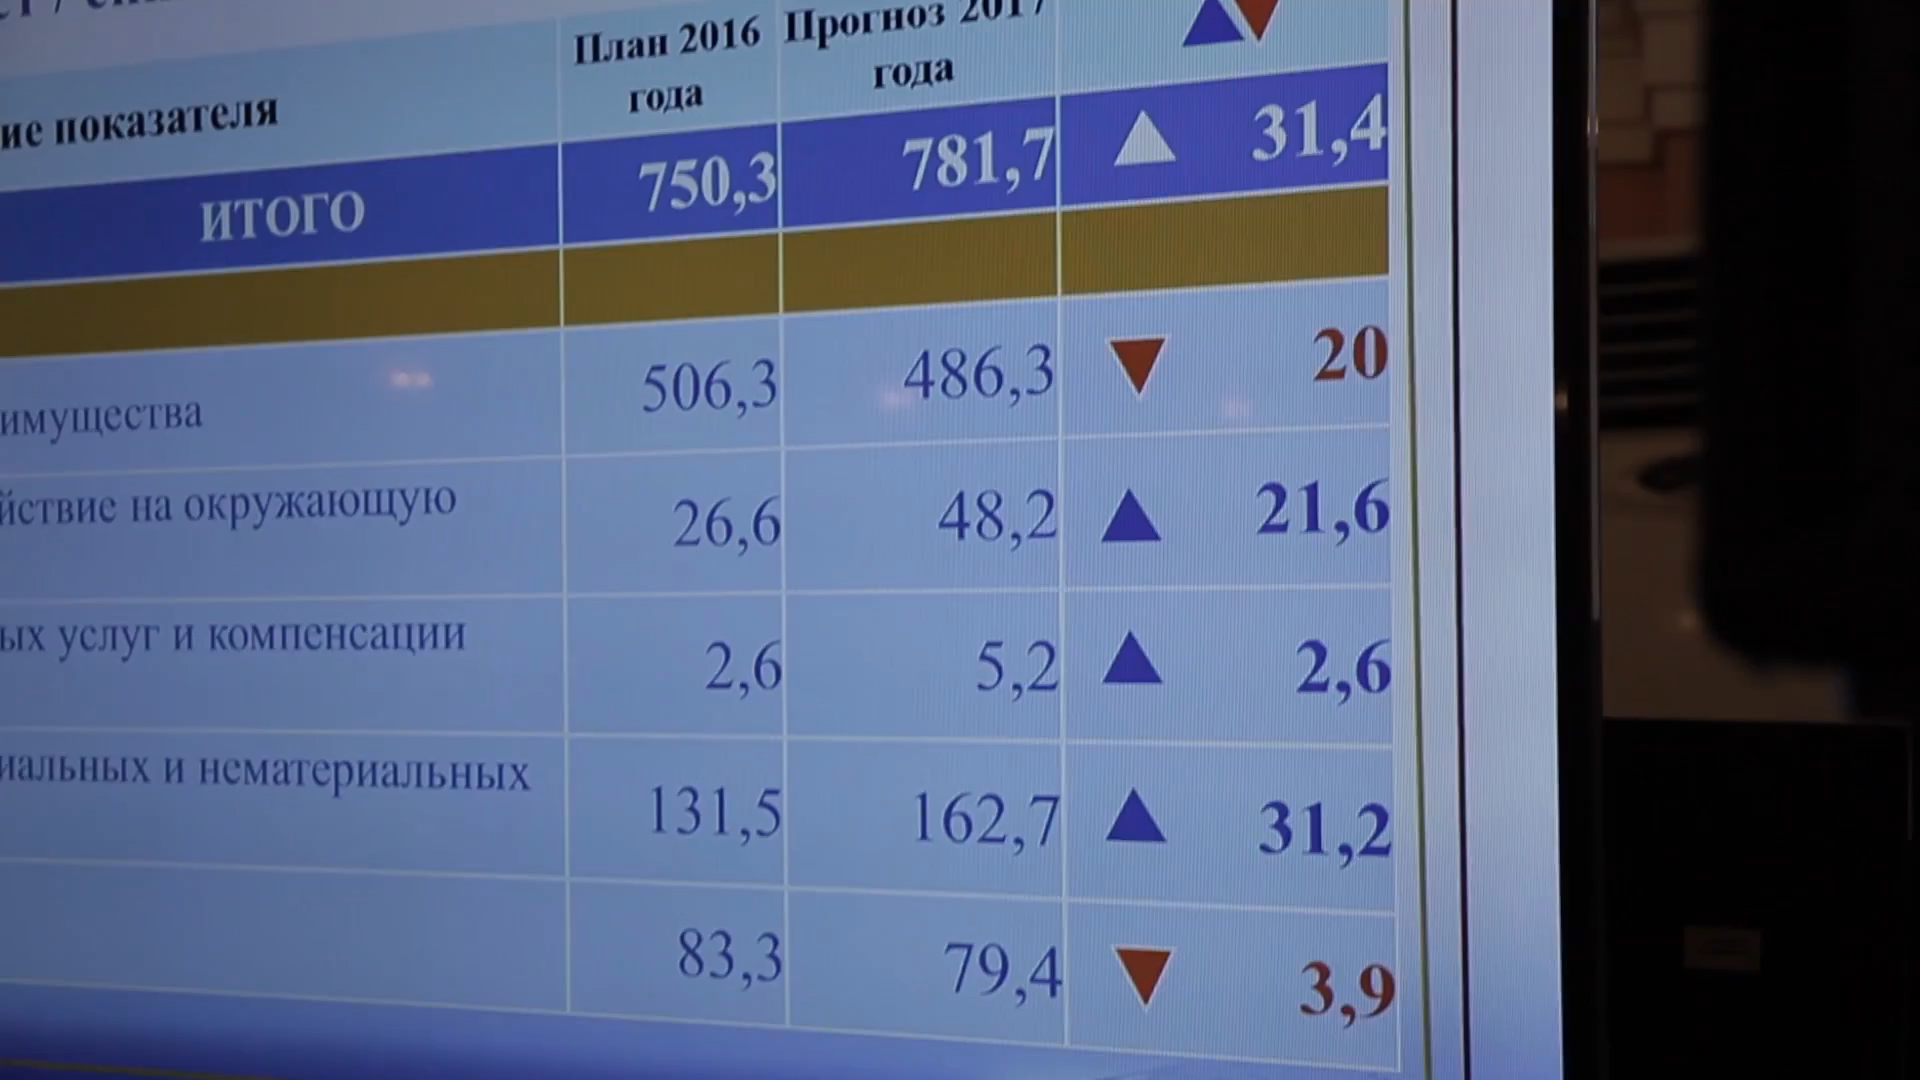 План 2016 Прогноз 2017
года года
ие показателя
ИТОГО 750,3 781,7 31,4
имущества 506,3 486,3 20
йствие на окружающую 26,6 48,2 21,6
ых услуг и компенсации 2,6 5,2 2,6
иальных и нематериальных 131,5 162,7 31,2
83,3 79,4 3,9